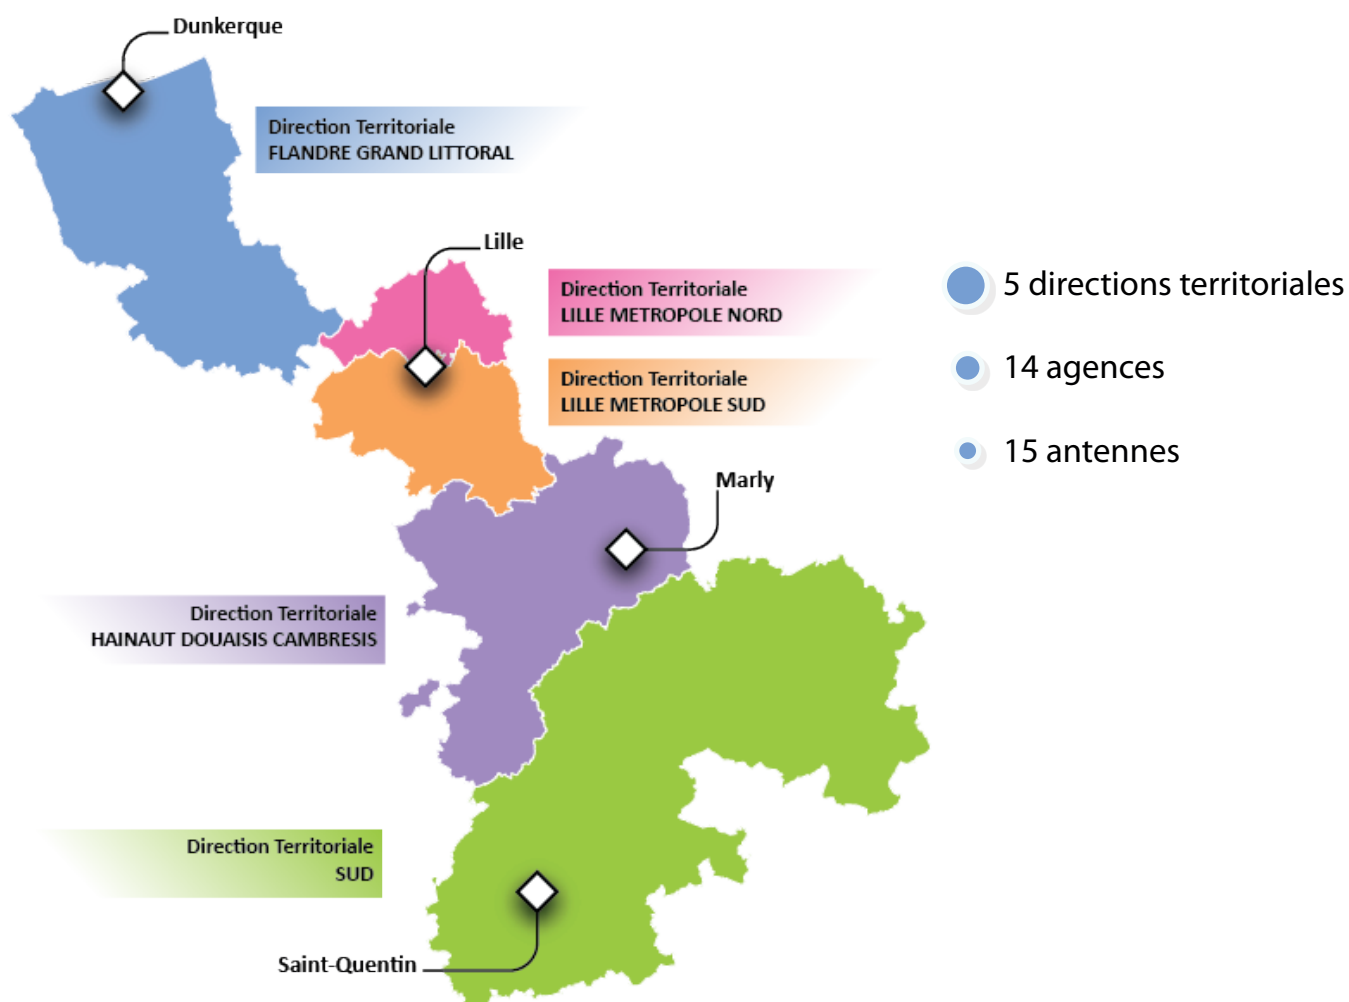 Dunkerque
Direction Territoriale
FLANDRE GRAND LITTORAL
Lille
Direction Territoriale
LILLE METROPOLE NORD
Direction Territoriale
LILLE METROPOLE SUD
5 directions territoriales
14 agences
15 antennes
Marly
Direction Territoriale
HAINAUT DOUAISIS CAMBRESIS
Direction Territoriale
SUD
Saint-Quentin